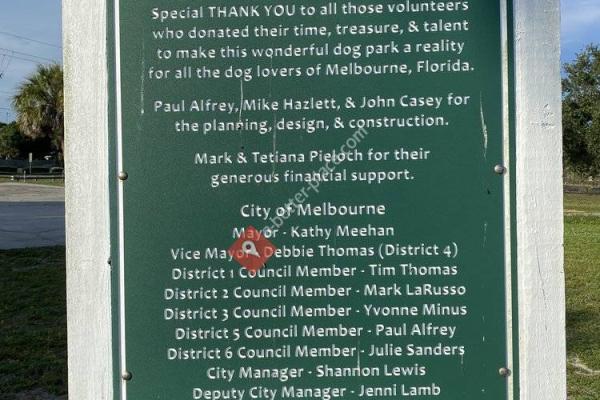 Special THANK YOU to all those volunteers
who donated their time, treasure, & talent
to make this wonderful dog park a reality
for all the dog lovers of Melbourne, Florida.
Paul Alfrey, Mike Hazlett, & John Casey for
the planning, design, & construction.
Mark & Tetiana Pieloch for their
generous financial support.
City of Melbourne
Mayor - Kathy Meehan
Vice Mayor - Debbie Thomas (District 4)
District 1 Council Member - Tim Thomas
District 2 Council Member - Mark LaRusso
District 3 Council Member - Yvonne Minus
District 5 Council Member - Paul Alfrey
District 6 Council Member - Julie Sanders
City Manager - Shannon Lewis
Deputy City Manager - Jenni Lamb